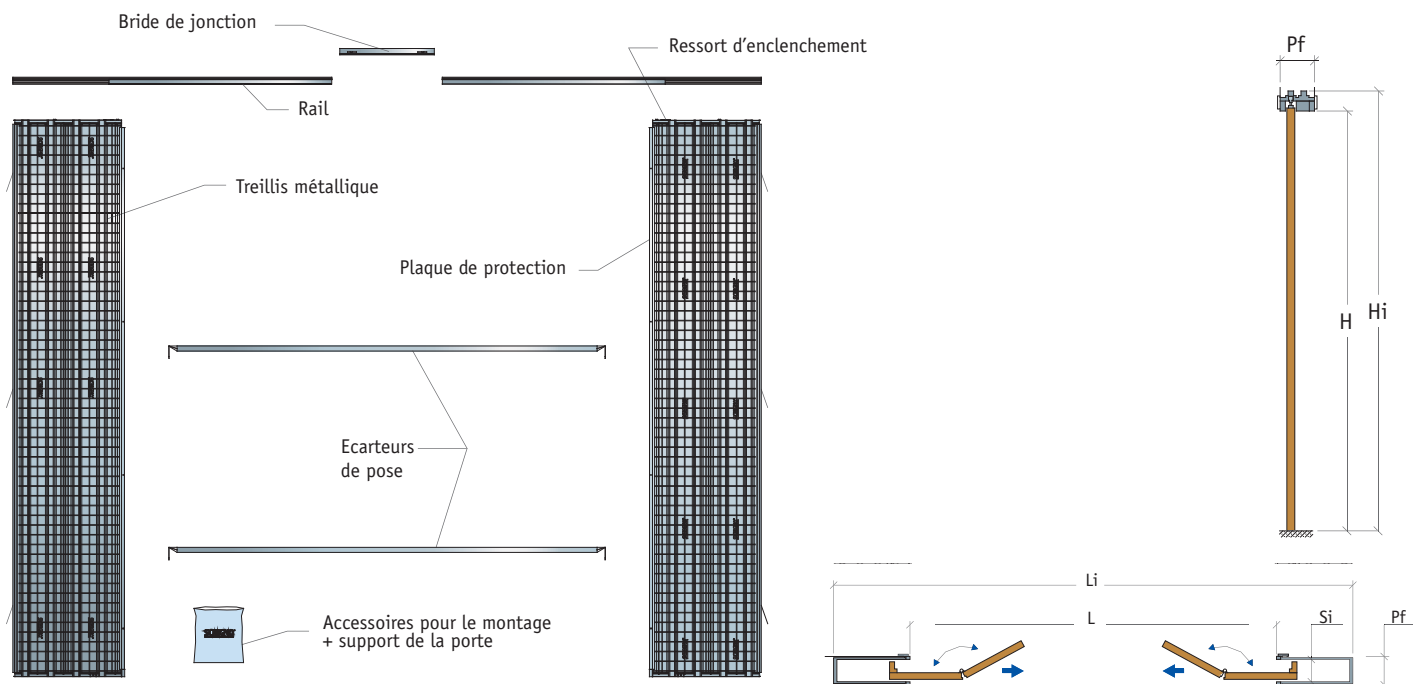 Bride de jonction
Ressort d'enclenchement
Rail
Treillis métallique
Plaque de protection
Ecarteurs
de pose
Accessoires pour le montage
+ support de la porte
Pf
H
Hi
Li
L
Si
Pf